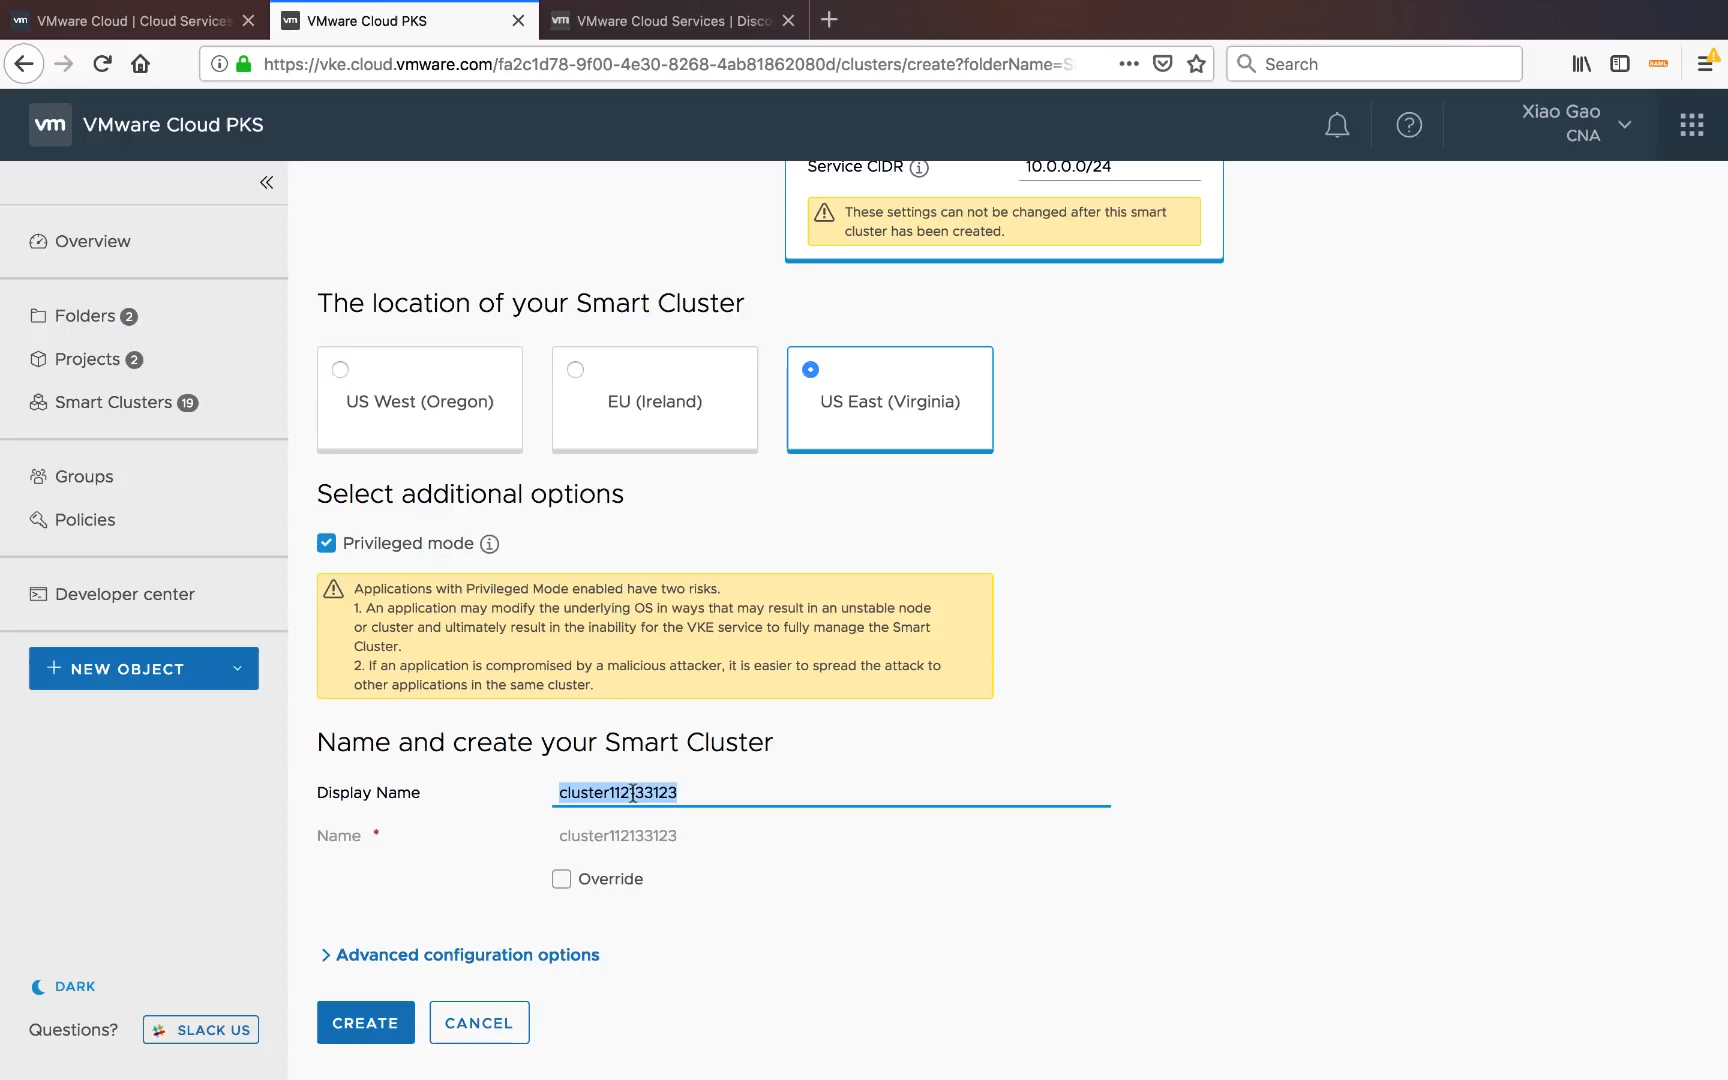 vm VMware Cloud | Cloud Services
vm VMware Cloud PKS
vm VMware Cloud Services | Disco
https://vke.cloud.vmware.com/fa2c1d78-9f00-4e30-8268-4ab81862080d/clusters/create?folderName=S
Search
SAML
vm VMware Cloud PKS
Xiao Gao
CNA
Overview
Folders 2
Projects 2
Smart Clusters 19
Groups
Policies
Developer center
+ NEW OBJECT
DARK
Questions?
SLACK US
Service CIDR
10.0.0.0/24
These settings can not be changed after this smart
cluster has been created.
The location of your Smart Cluster
US West (Oregon)
EU (Ireland)
US East (Virginia)
Select additional options
Privileged mode
Applications with Privileged Mode enabled have two risks.
1. An application may modify the underlying OS in ways that may result in an unstable node
or cluster and ultimately result in the inability for the VKE service to fully manage the Smart
Cluster.
2. If an application is compromised by a malicious attacker, it is easier to spread the attack to
other applications in the same cluster.
Name and create your Smart Cluster
Display Name
cluster112133123
Name *
cluster112133123
Override
Advanced configuration options
CREATE
CANCEL